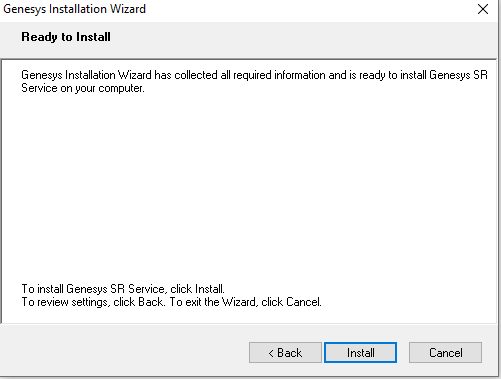 Genesys Installation Wizard
Ready to Install
Genesys Installation Wizard has collected all required information and is ready to install Genesys SR
Service on your computer.
To install Genesys SR Service, click Install.
To review settings, click Back. To exit the Wizard, click Cancel.
< Back
Install
Cancel